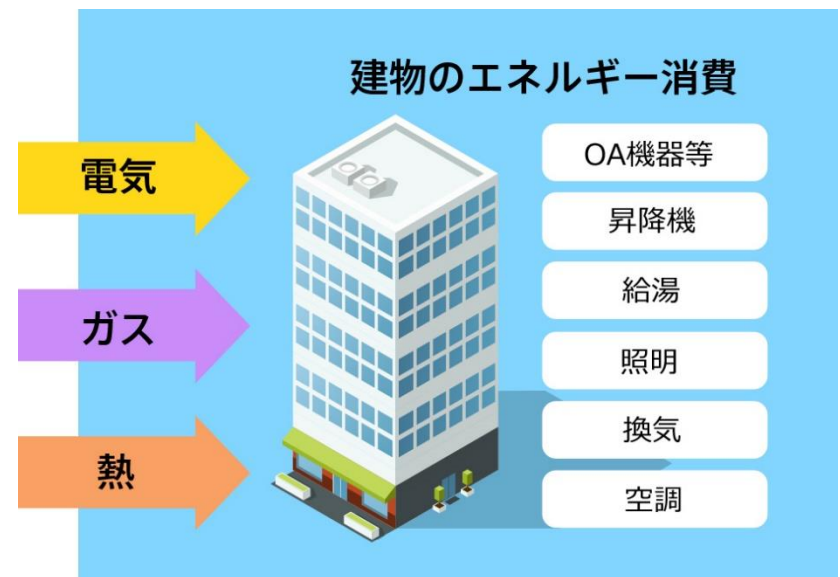 建物のエネルギー消費
電気
ガス
熱
OA機器等
昇降機
給湯
照明
換気
空調